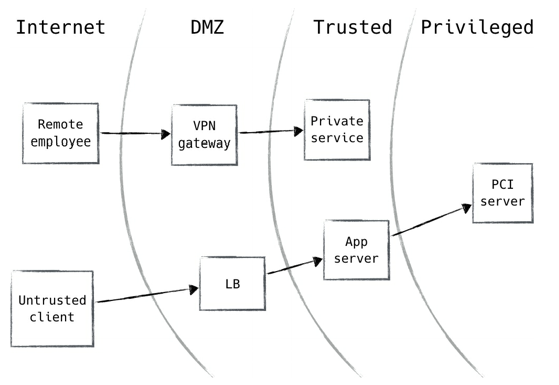 Internet
DMZ
Trusted
Privileged
Remote
employee
VPN
gateway
Private
service
PCI
server
App
server
LB
Untrusted
client